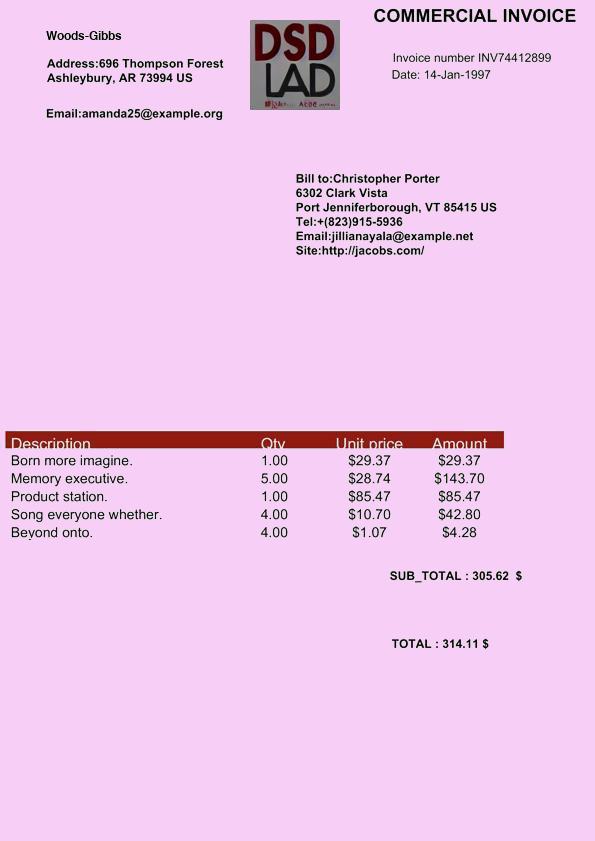 COMMERCIAL INVOICE
Woods-Gibbs
Address:696 Thompson Forest
Ashleybury, AR 73994 US
Email:amanda25@example.org
DSD
LAD
Invoice number INV74412899
Date: 14-Jan-1997
Bill to:Christopher Porter
6302 Clark Vista
Port Jenniferborough, VT 85415 US
Tel:+(823)915-5936
Email:jillianayala@example.net
Site:http://jacobs.com/
Description Qty Unit price Amount
Born more imagine. 1.00 $29.37 $29.37
Memory executive. 5.00 $28.74 $143.70
Product station. 1.00 $85.47 $85.47
Song everyone whether. 4.00 $10.70 $42.80
Beyond onto. 4.00 $1.07 $4.28
SUB_TOTAL : 305.62 $
TOTAL : 314.11 $